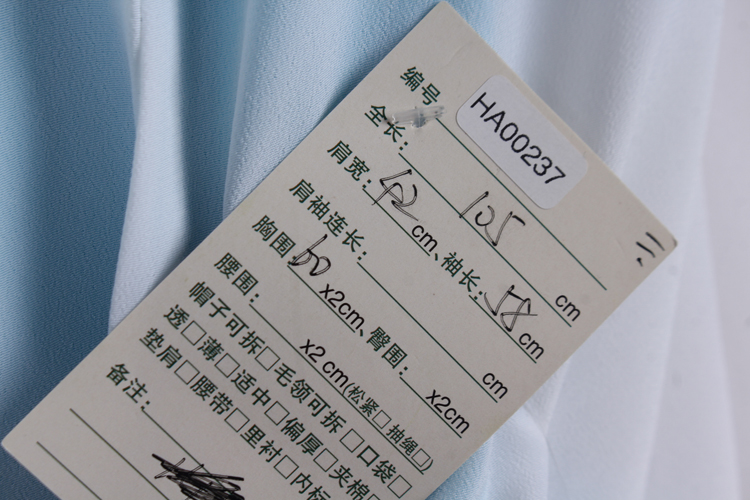 编号 HA00237
全长: 105 cm
肩宽: 42 cm、袖长: 58 cm
肩袖连长: cm
胸围 60 x2cm、臀围: x2cm
腰围: x2 cm(松紧□抽绳□)
帽子可拆□毛领可拆□口袋□
透□薄□适中□偏厚□夹棉
垫肩□腰带□里衬□内标
备注: